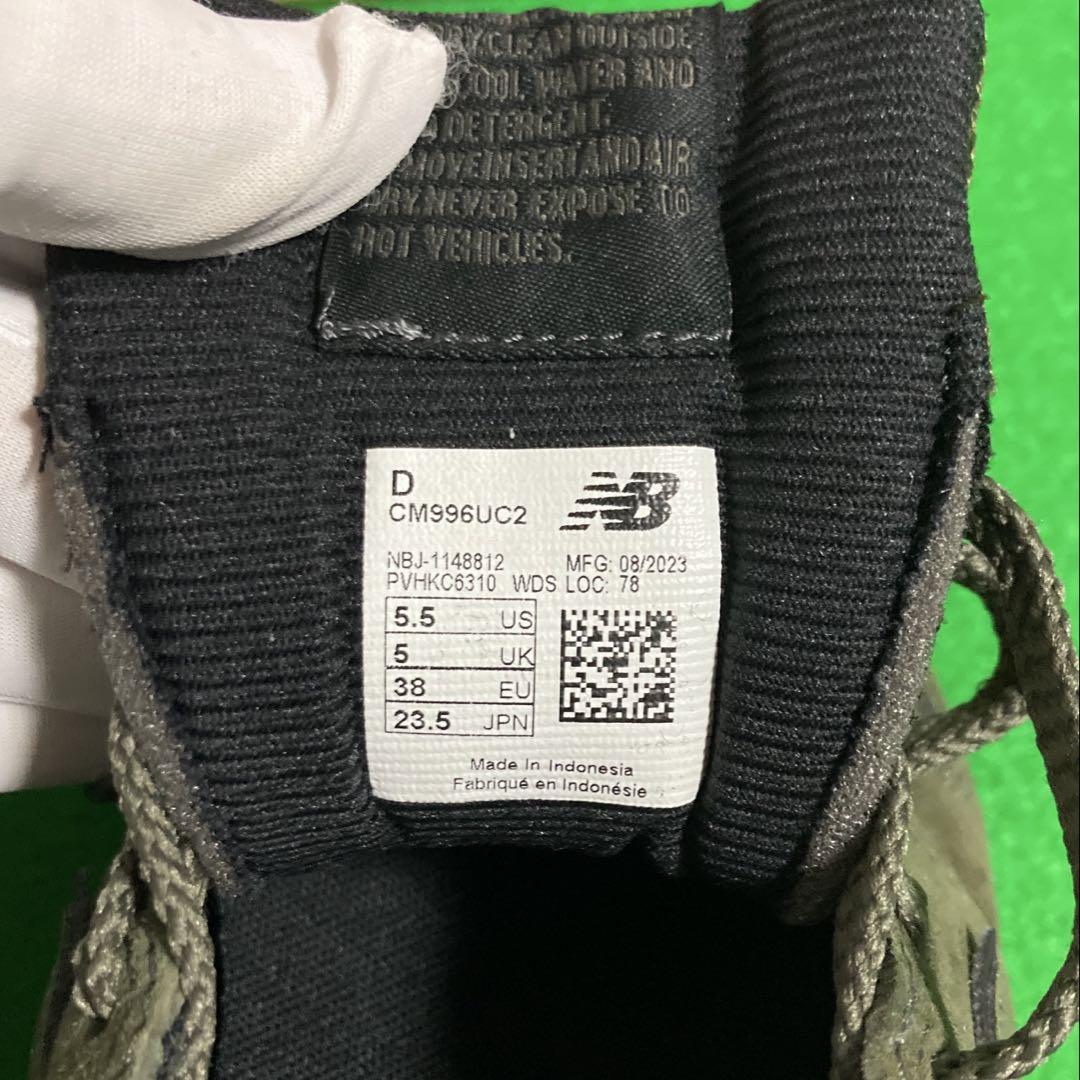 DRY.CLEAN OUTSIDE
COOL WATER AND
DETERGENT.
REMOVE INSERT AND AIR
DRY.NEVER EXPOSE TO
HOT VEHICLES.
D
CM996UC2
NB
NBJ-1148812 MFG: 08/2023
PVHKC6310 WDS LOC: 78
5.5 US
5 UK
38 EU
23.5 JPN
Made In Indonesia
Fabriqué en Indonésie